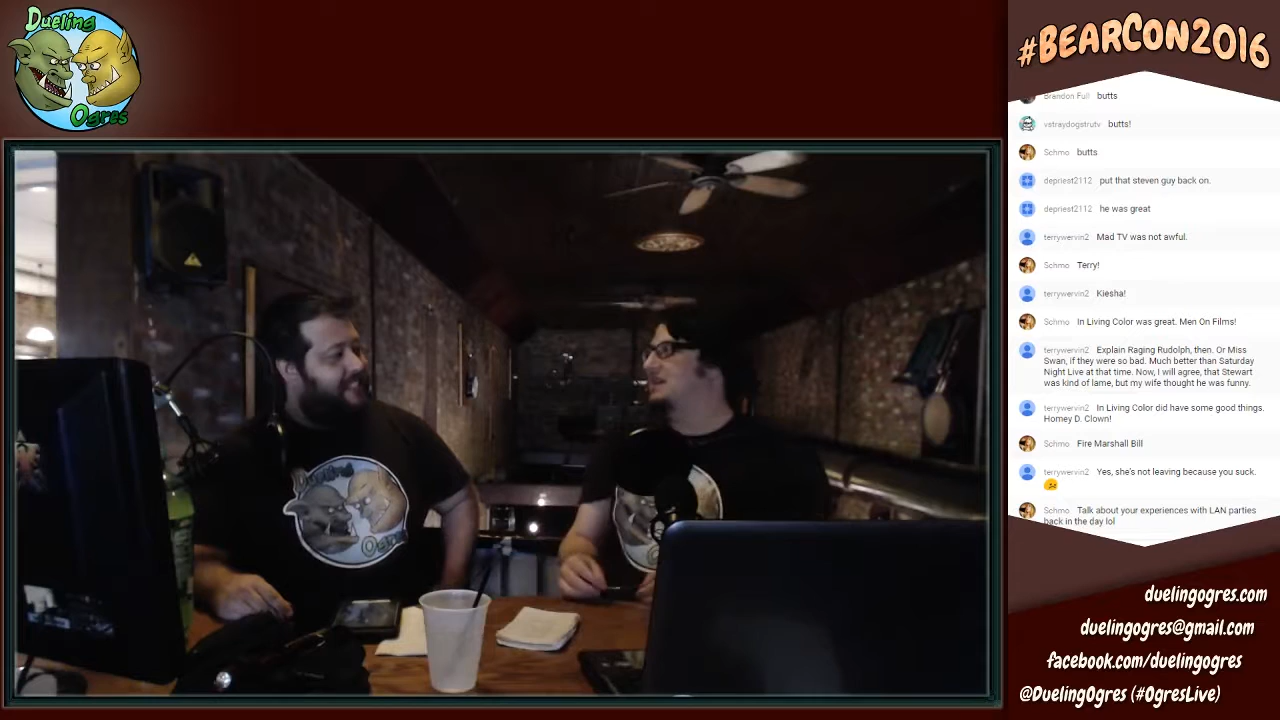 Dueling
Ogres
#BEARCON2016
Brandon Full butts
vstraydogstrutv butts!
Schmo butts
depriest2112 put that steven guy back on.
depriest2112 he was great
terrywervin2 Mad TV was not awful.
Schmo Terry!
terrywervin2 Kiesha!
Schmo In Living Color was great. Men On Films!
terrywervin2 Explain Raging Rudolph, then. Or Miss
Swan, if they were so bad. Much better than Saturday
Night Live at that time. Now, I will agree, that Stewart
was kind of lame, but my wife thought he was funny.
terrywervin2 In Living Color did have some good things.
Homey D. Clown!
Schmo Fire Marshall Bill
terrywervin2 Yes, she's not leaving because you suck.
Schmo Talk about your experiences with LAN parties
back in the day lol
Dueling
Ogres
duelingogres.com
duelingogres@gmail.com
facebook.com/duelingogres
@DuelingOgres (#OgresLive)